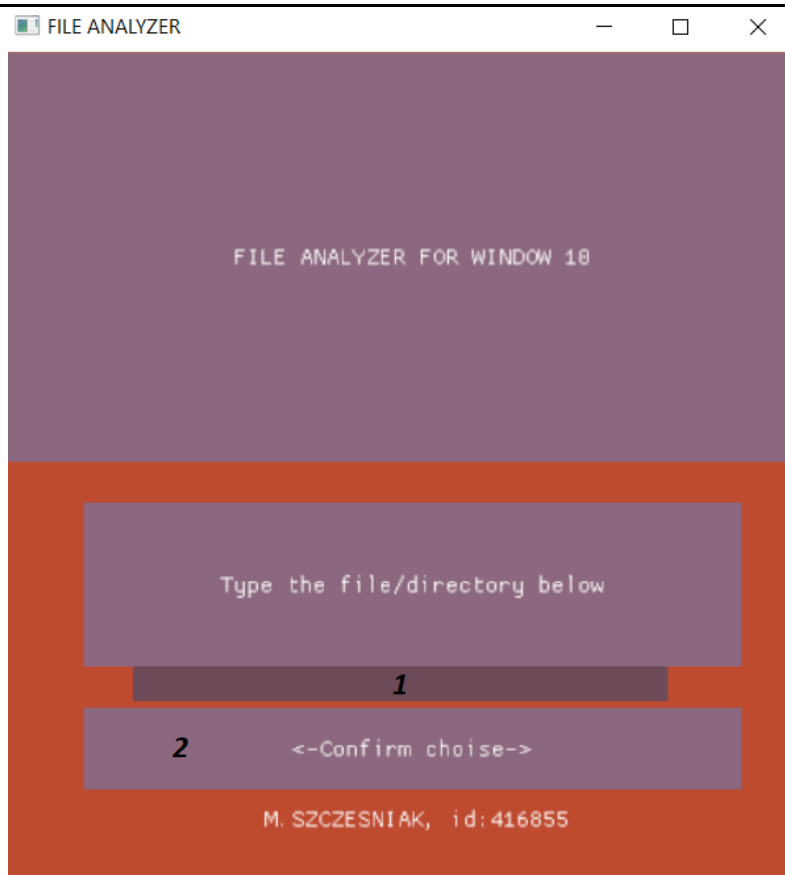 FILE ANALYZER
FILE ANALYZER FOR WINDOW 10
Type the file/directory below
1
2 <-Confirm choise->
M. SZCZESNIAK, id:416855